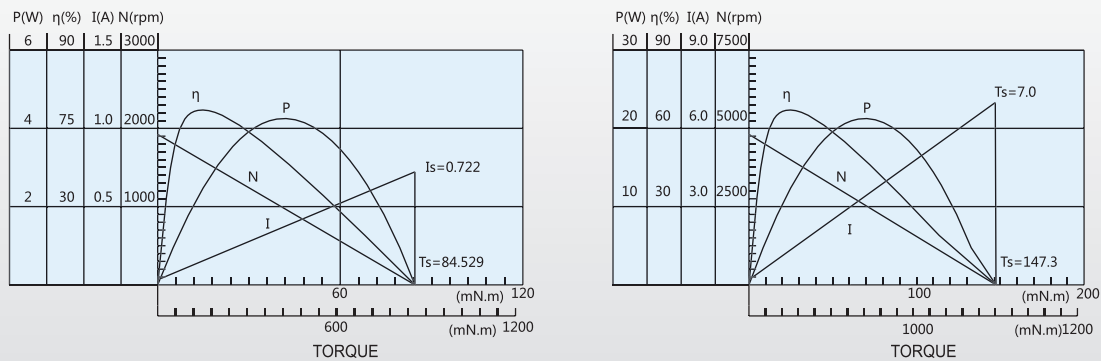 P(W) η(%) I(A) N(rpm)
6 90 1.5 3000
4 75 1.0 2000
2 30 0.5 1000
η
P
N
I
Is=0.722
Ts=84.529
60 (mN.m) 120
600 (mN.m) 1200
TORQUE
P(W) η(%) I(A) N(rpm)
30 90 9.0 7500
20 60 6.0 5000
10 30 3.0 2500
η
P
N
I
Ts=7.0
Ts=147.3
100 (mN.m) 200
1000 (mN.m)1200
TORQUE